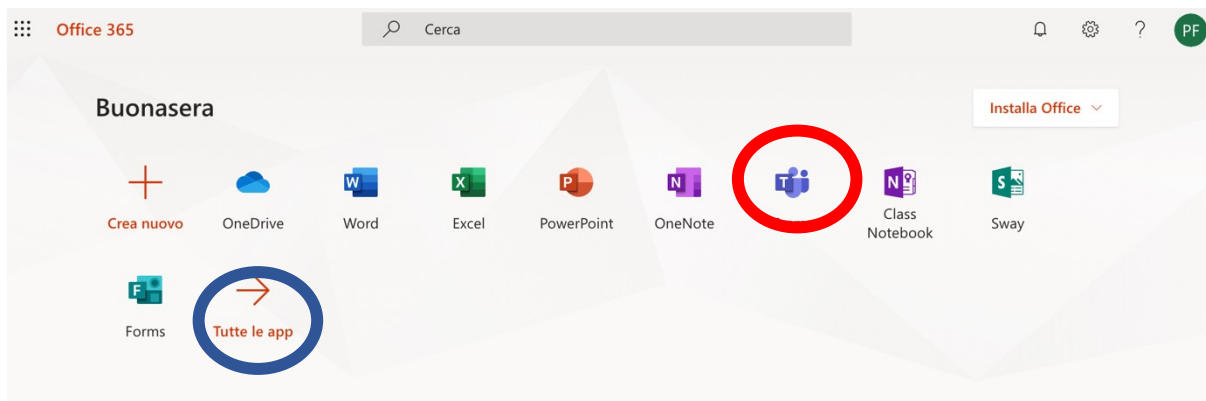 Office 365
Cerca
?
PF
Buonasera
Installa Office
Crea nuovo
OneDrive
W
Word
X
Excel
P
PowerPoint
N
OneNote
T
N
Class
Notebook
S
Sway
F
Forms
Tutte le app